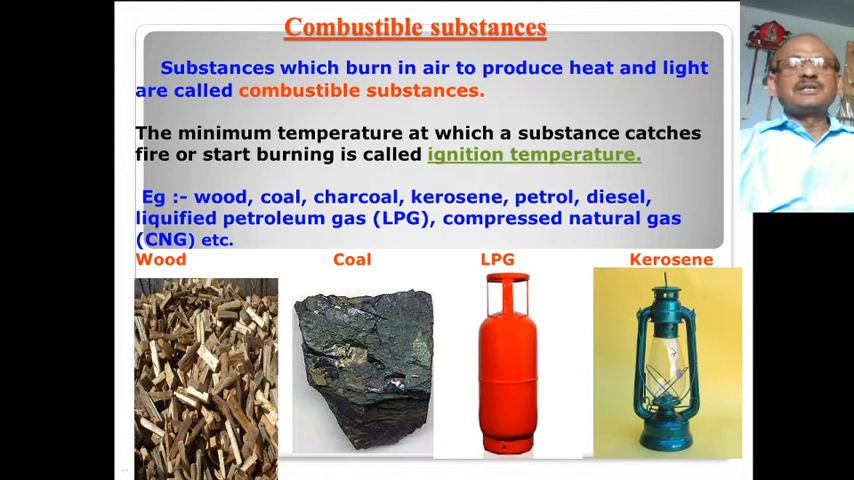 Combustible substances
Substances which burn in air to produce heat and light
are called combustible substances.
The minimum temperature at which a substance catches
fire or start burning is called ignition temperature.
Eg :- wood, coal, charcoal, kerosene, petrol, diesel,
liquified petroleum gas (LPG), compressed natural gas
(CNG) etc.
Wood Coal LPG Kerosene